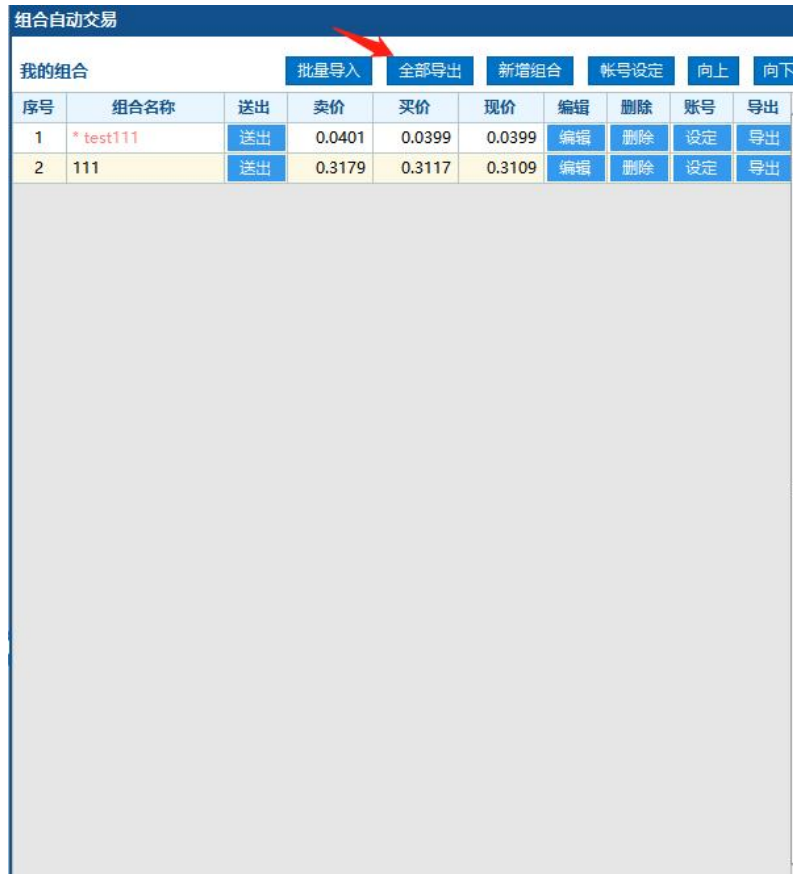 组合自动交易
我的组合 批量导入 全部导出 新增组合 帐号设定 向上 向下
序号 组合名称 送出 卖价 买价 现价 编辑 删除 账号 导出
1 * test111 送出 0.0401 0.0399 0.0399 编辑 删除 设定 导出
2 111 送出 0.3179 0.3117 0.3109 编辑 删除 设定 导出